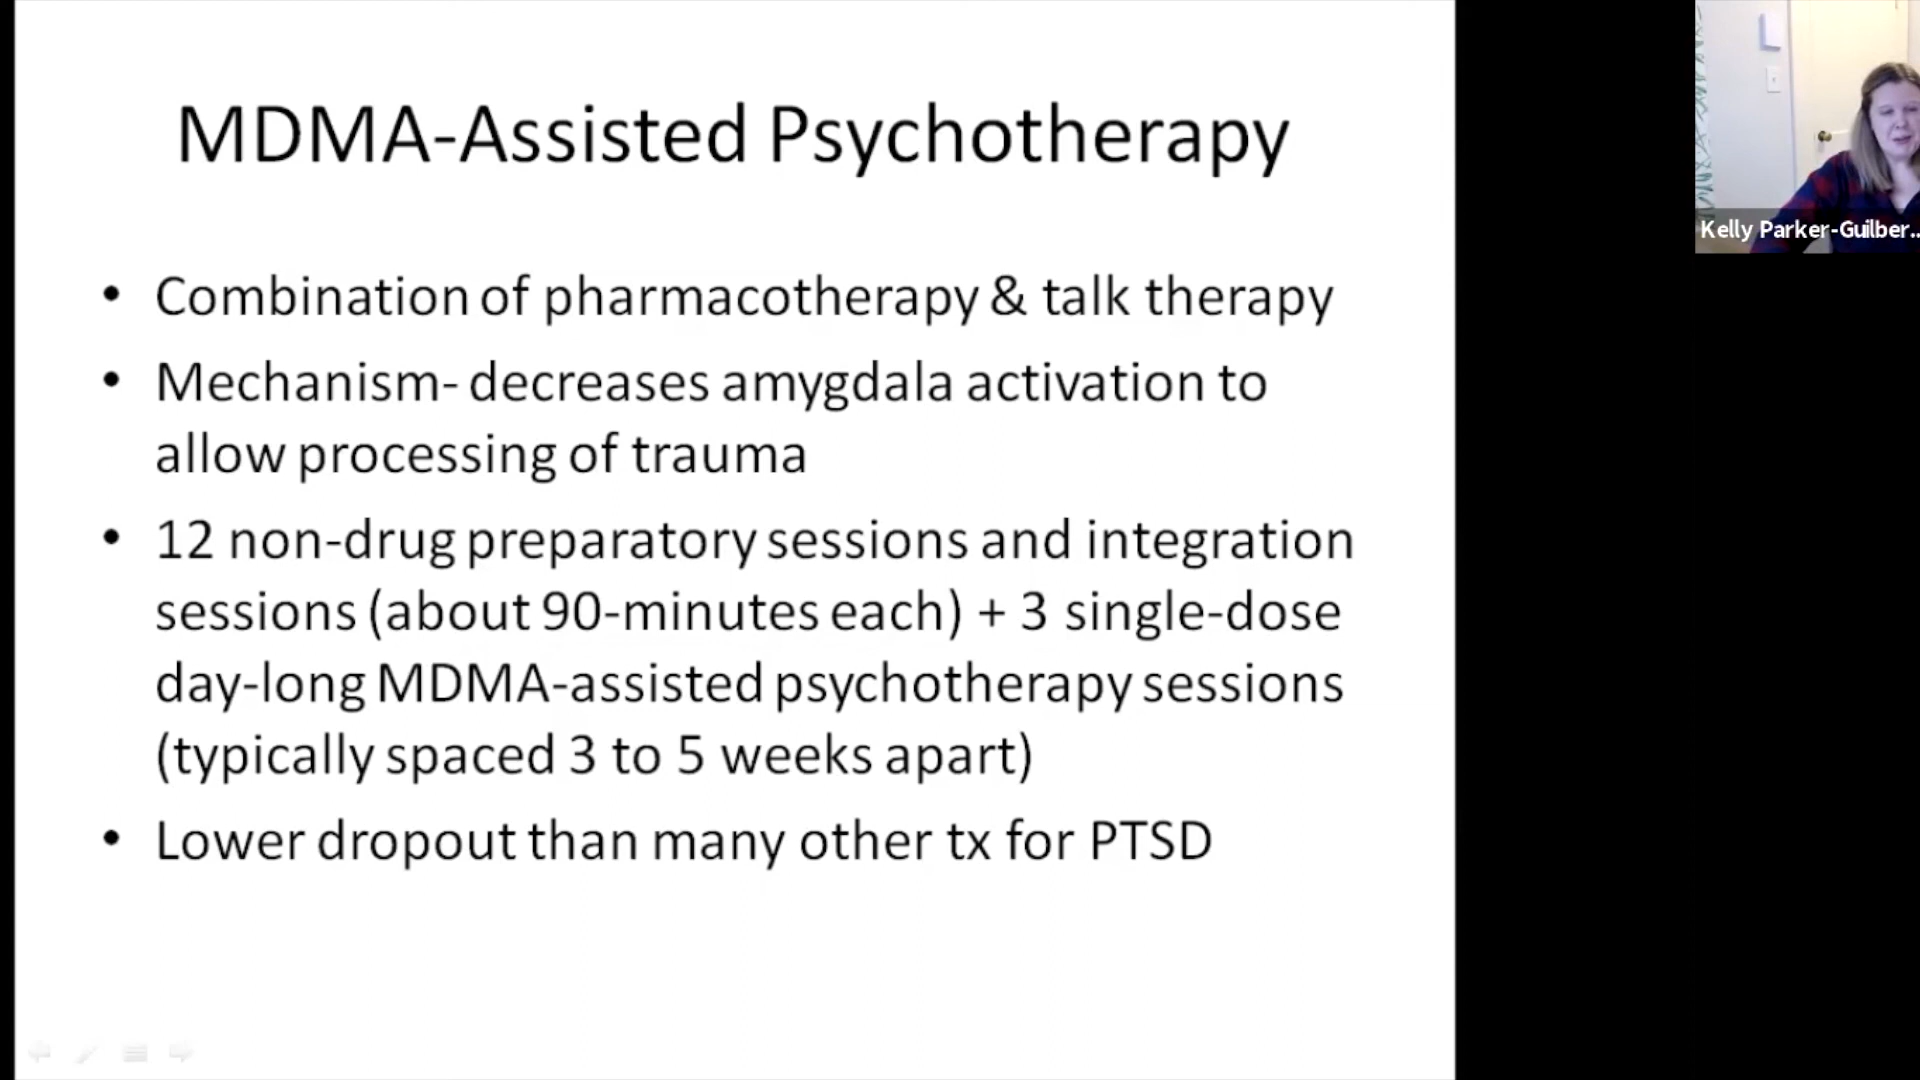 MDMA-Assisted Psychotherapy
• Combination of pharmacotherapy & talk therapy
• Mechanism- decreases amygdala activation to
allow processing of trauma
• 12 non-drug preparatory sessions and integration
sessions (about 90-minutes each) + 3 single-dose
day-long MDMA-assisted psychotherapy sessions
(typically spaced 3 to 5 weeks apart)
• Lower dropout than many other tx for PTSD
Kelly Parker-Guilber..